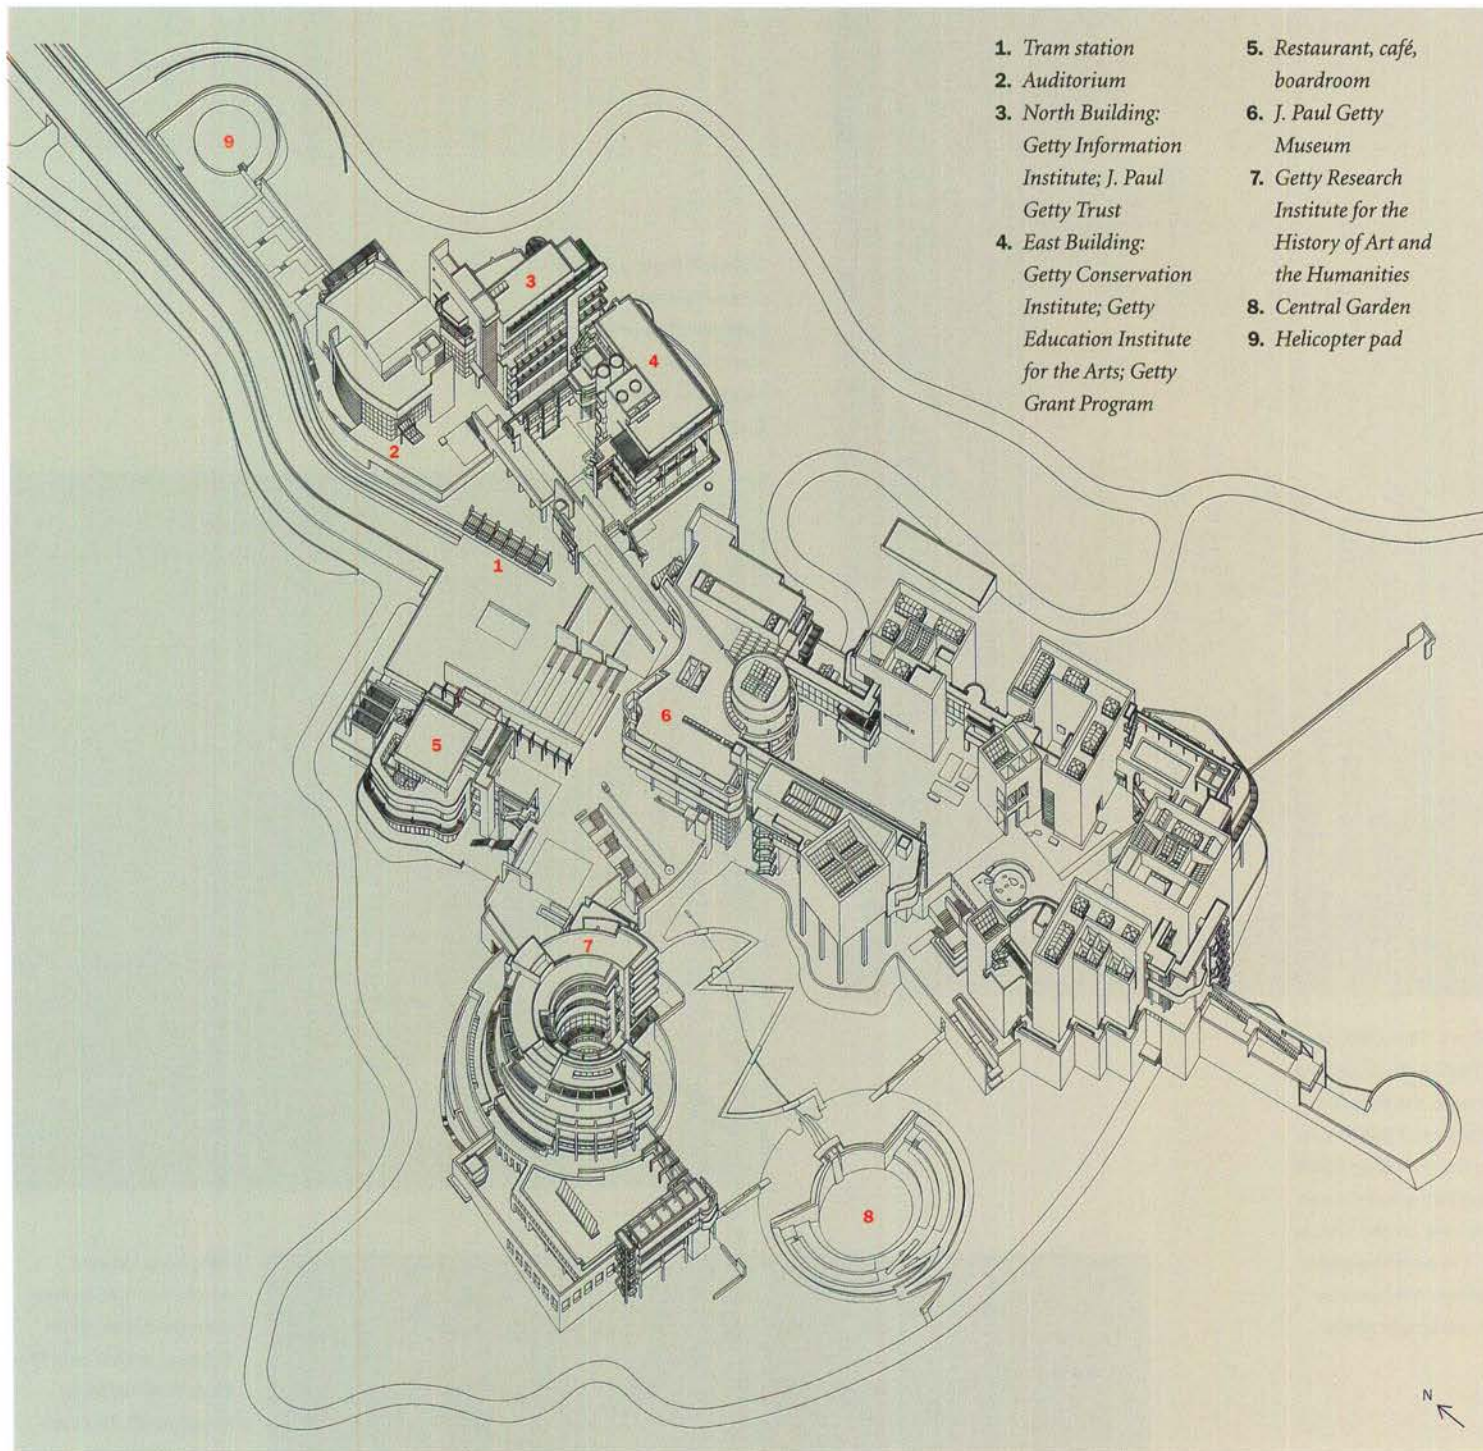 1. Tram station
2. Auditorium
3. North Building:
Getty Information
Institute; J. Paul
Getty Trust
4. East Building:
Getty Conservation
Institute; Getty
Education Institute
for the Arts; Getty
Grant Program
5. Restaurant, café,
boardroom
6. J. Paul Getty
Museum
7. Getty Research
Institute for the
History of Art and
the Humanities
8. Central Garden
9. Helicopter pad
9
3
4
2
1
6
5
7
8
N